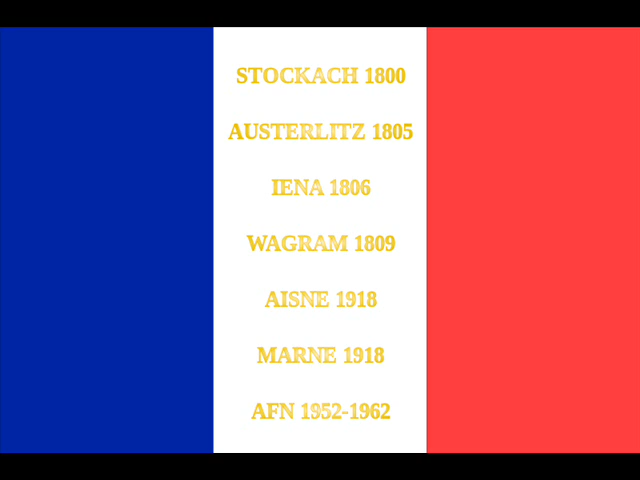 STOCKACH 1800
AUSTERLITZ 1805
IENA 1806
WAGRAM 1809
AISNE 1918
MARNE 1918
AFN 1952-1962